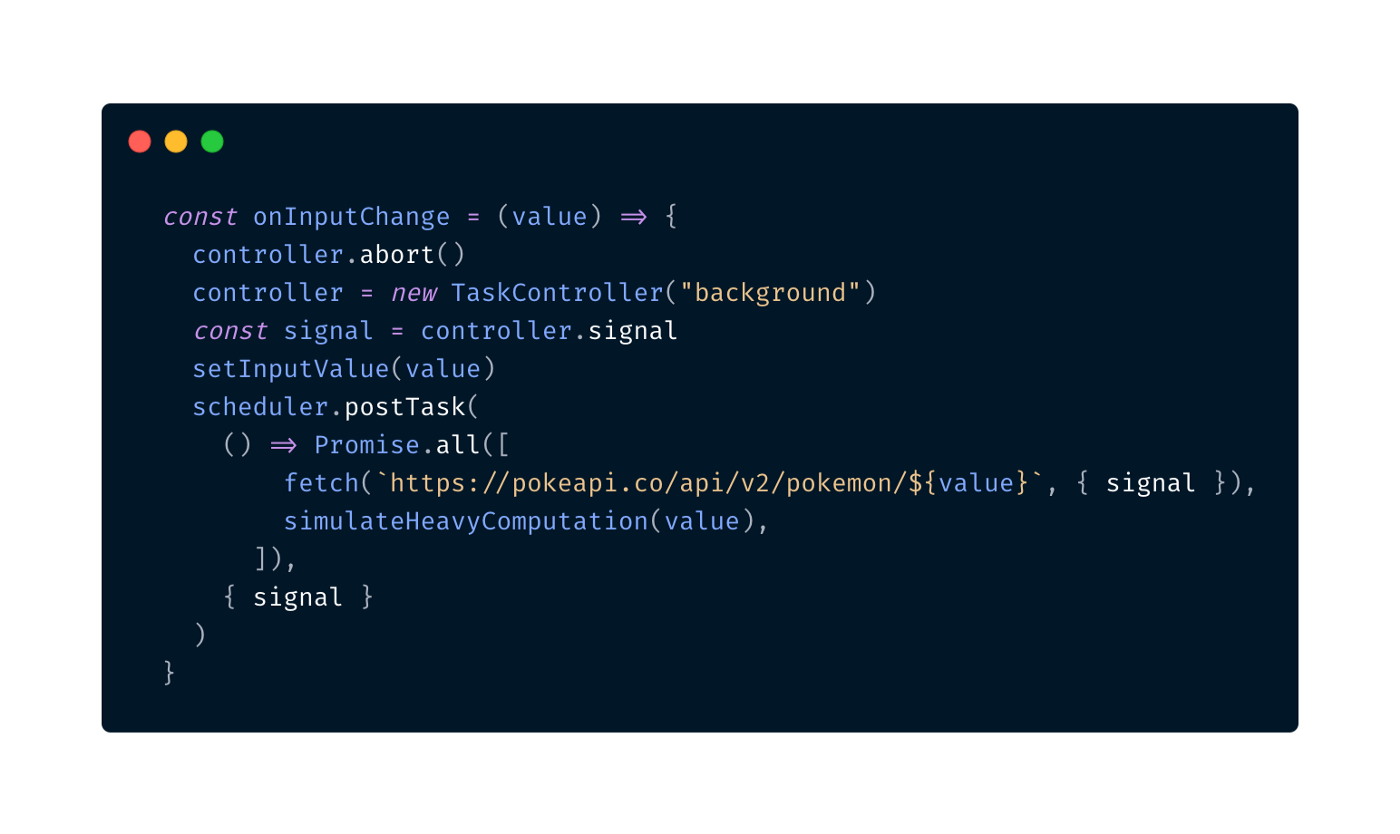 const onInputChange = (value) => {
  controller.abort()
  controller = new TaskController("background")
  const signal = controller.signal
  setInputValue(value)
  scheduler.postTask(
    () => Promise.all([
        fetch(`https://pokeapi.co/api/v2/pokemon/${value}`, { signal }),
        simulateHeavyComputation(value),
      ]),
    { signal }
  )
}